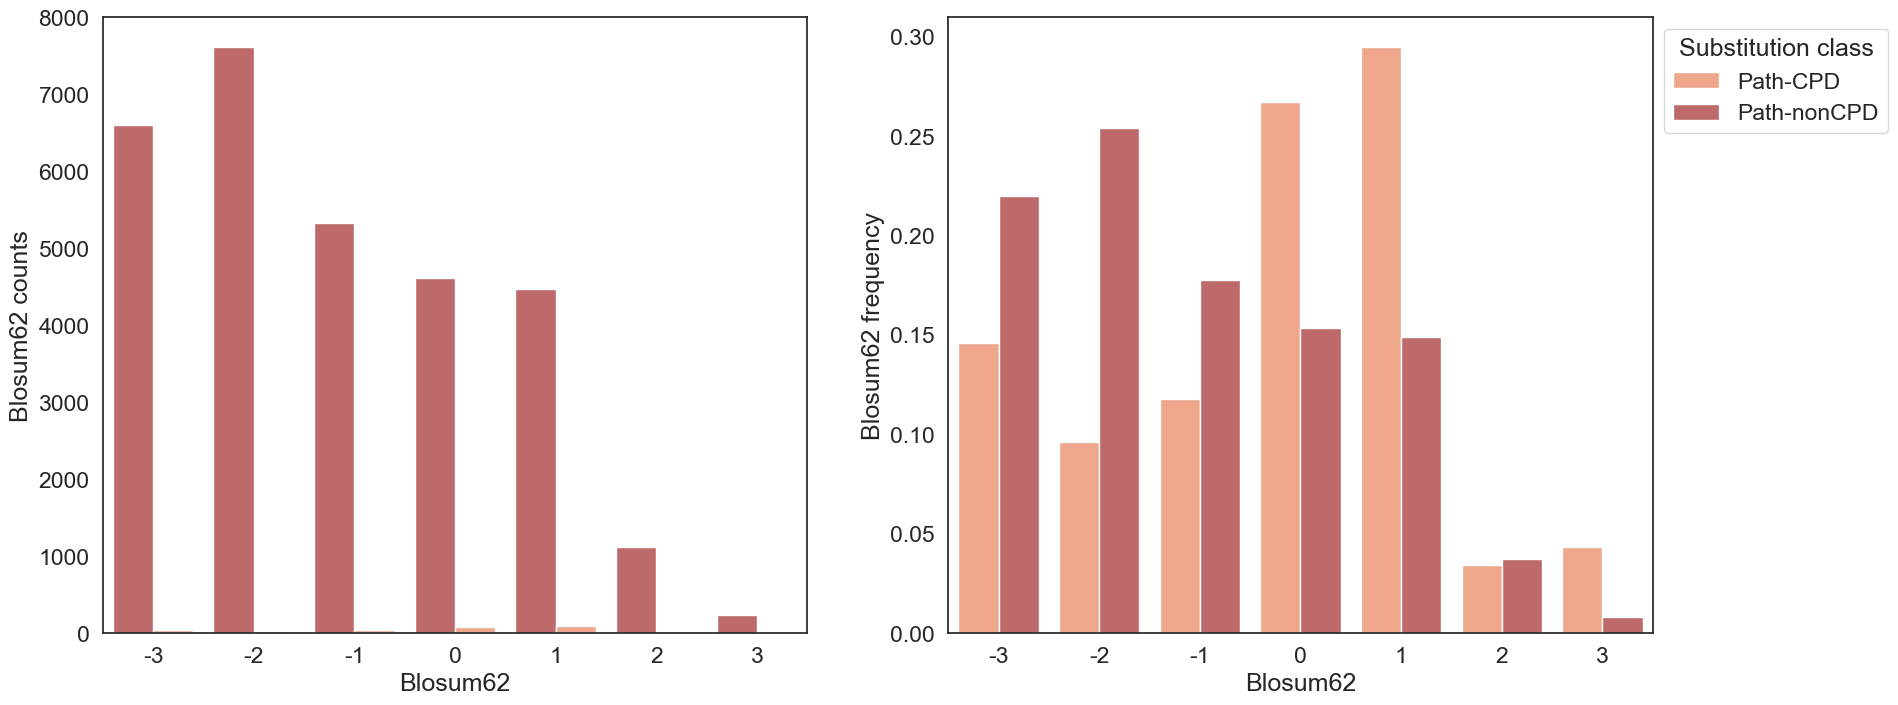 8000
7000
6000
5000
4000
3000
2000
1000
0
Blosum62 counts
-3 -2 -1 0 1 2 3
Blosum62
0.30
0.25
0.20
0.15
0.10
0.05
0.00
Blosum62 frequency
-3 -2 -1 0 1 2 3
Blosum62
Substitution class
Path-CPD
Path-nonCPD